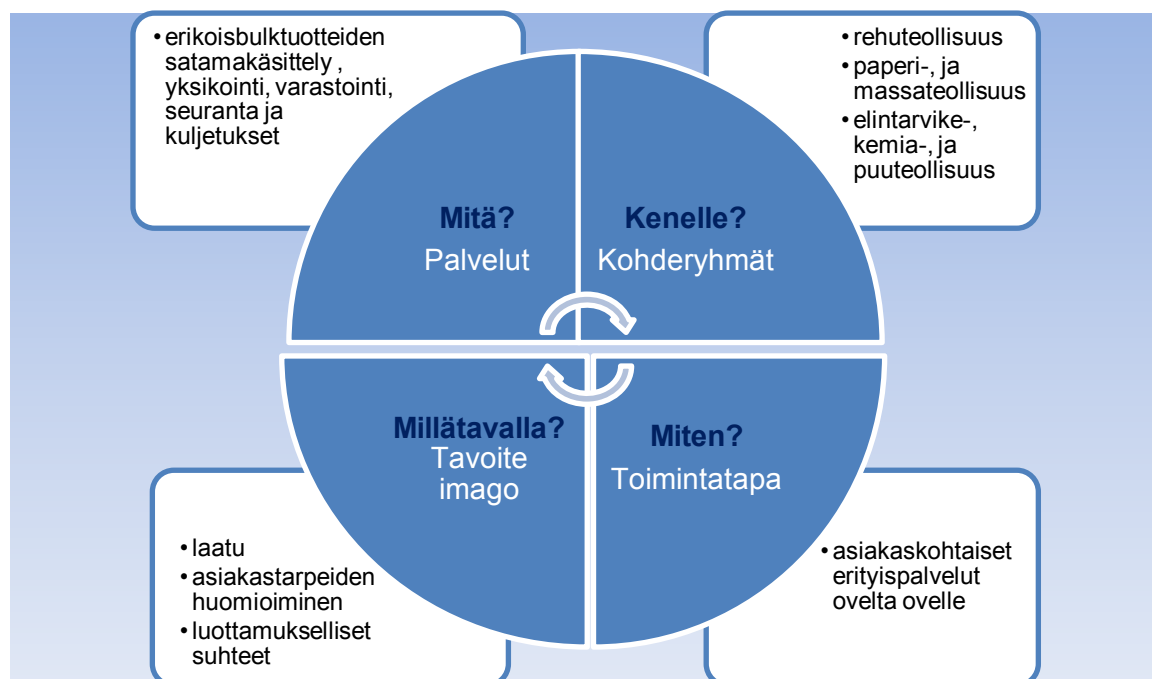 • erikoisbulktuotteiden
satamakäsittely ,
yksikointi, varastointi,
seuranta ja
kuljetukset
• rehuteollisuus
• paperi-, ja
massateollisuus
• elintarvike-,
kemia-, ja
puuteollisuus
Mitä?
Palvelut
Kenelle?
Kohderyhmät
Millätavalla?
Tavoite
imago
Miten?
Toimintatapa
• laatu
• asiakastarpeiden
huomioiminen
• luottamukselliset
suhteet
• asiakaskohtaiset
erityispalvelut
ovelta ovelle